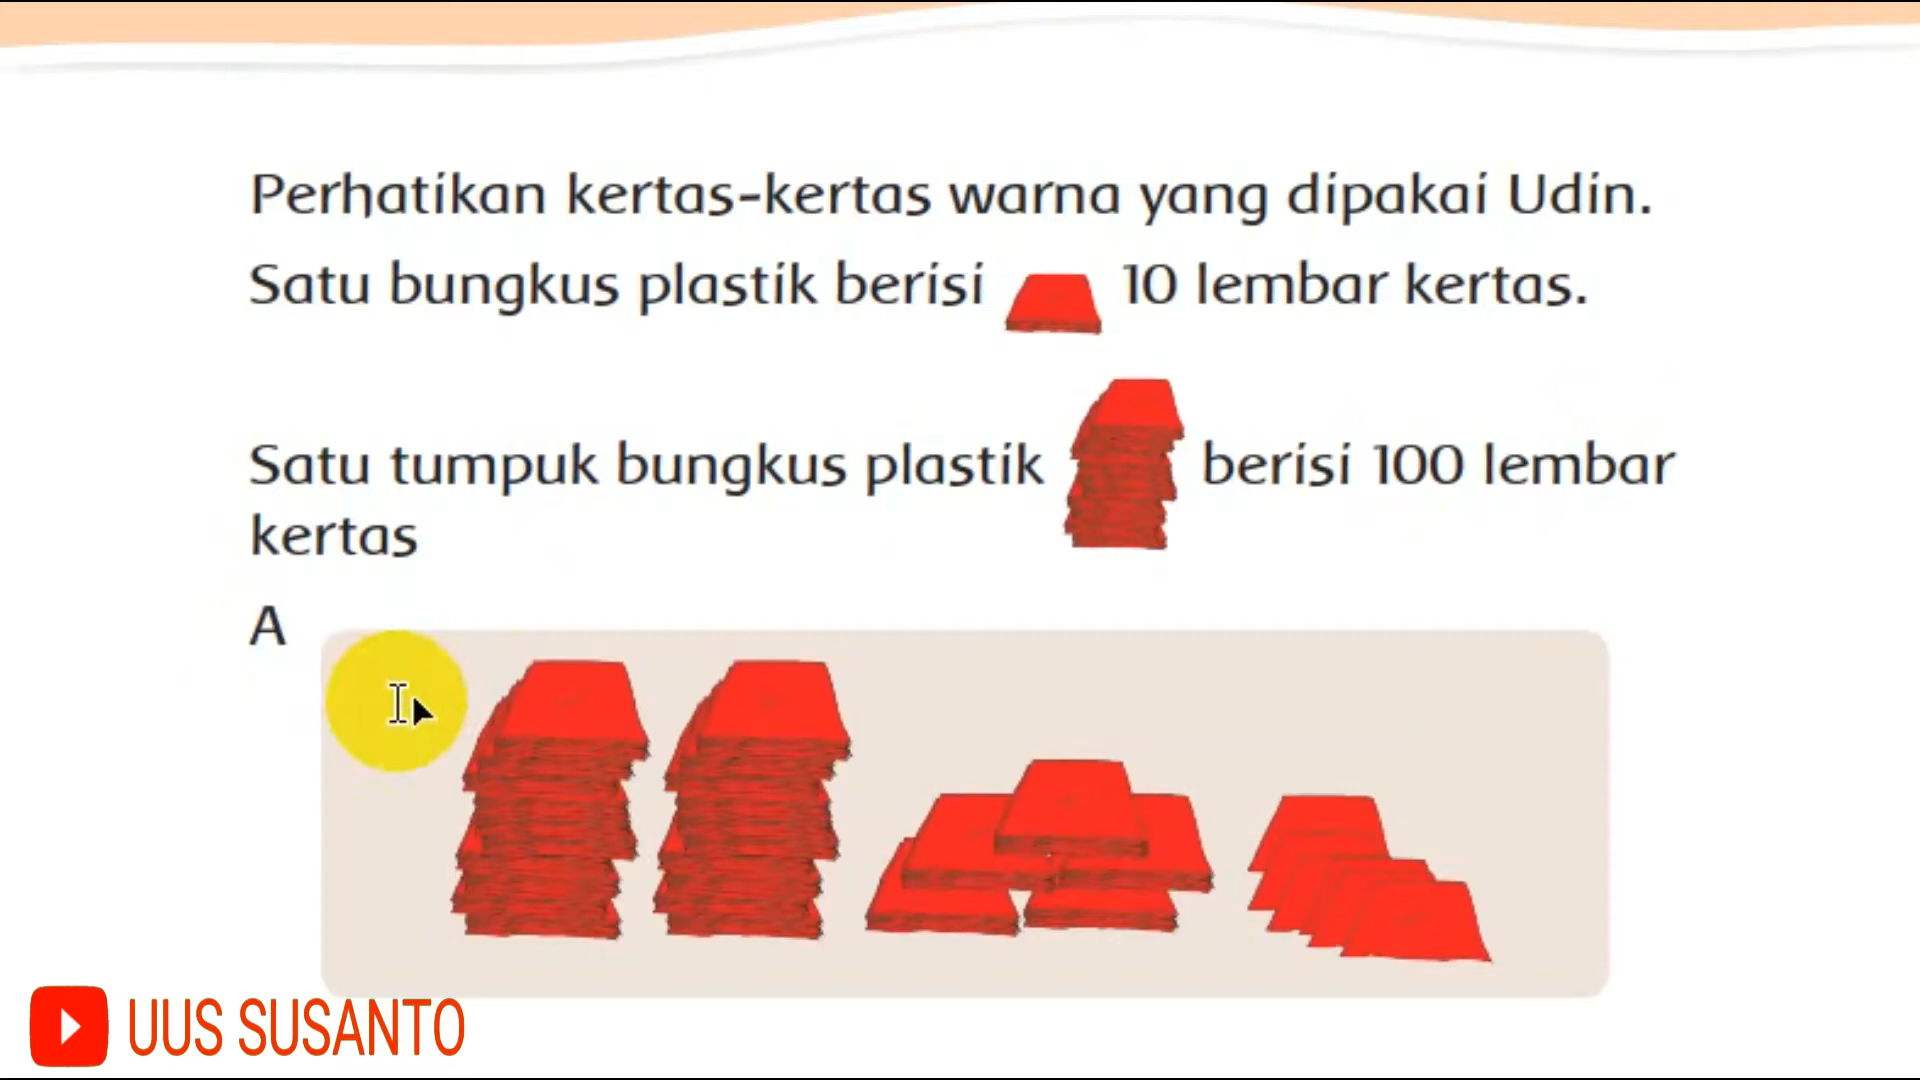 Perhatikan kertas-kertas warna yang dipakai Udin.
Satu bungkus plastik berisi 10 lembar kertas.
Satu tumpuk bungkus plastik berisi 100 lembar
kertas
A
UUS SUSANTO